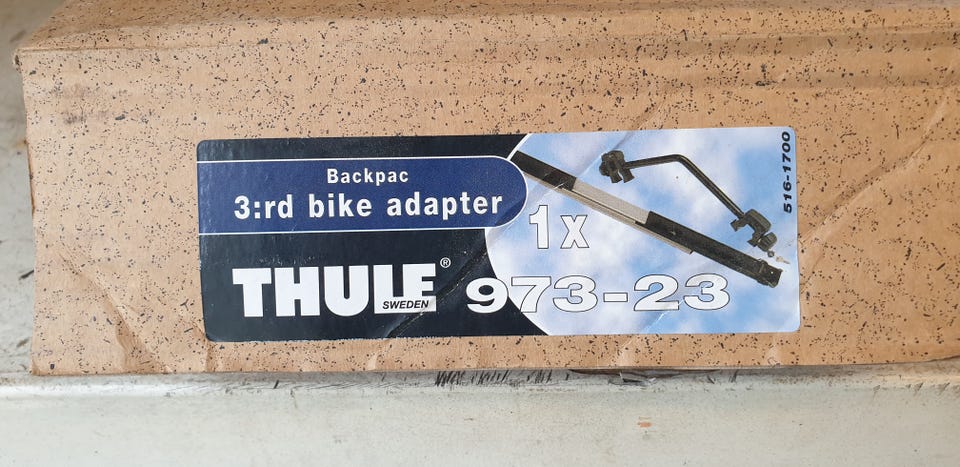 Backpac
3:rd bike adapter
1x
THULE®
SWEDEN
973-23
516-1700